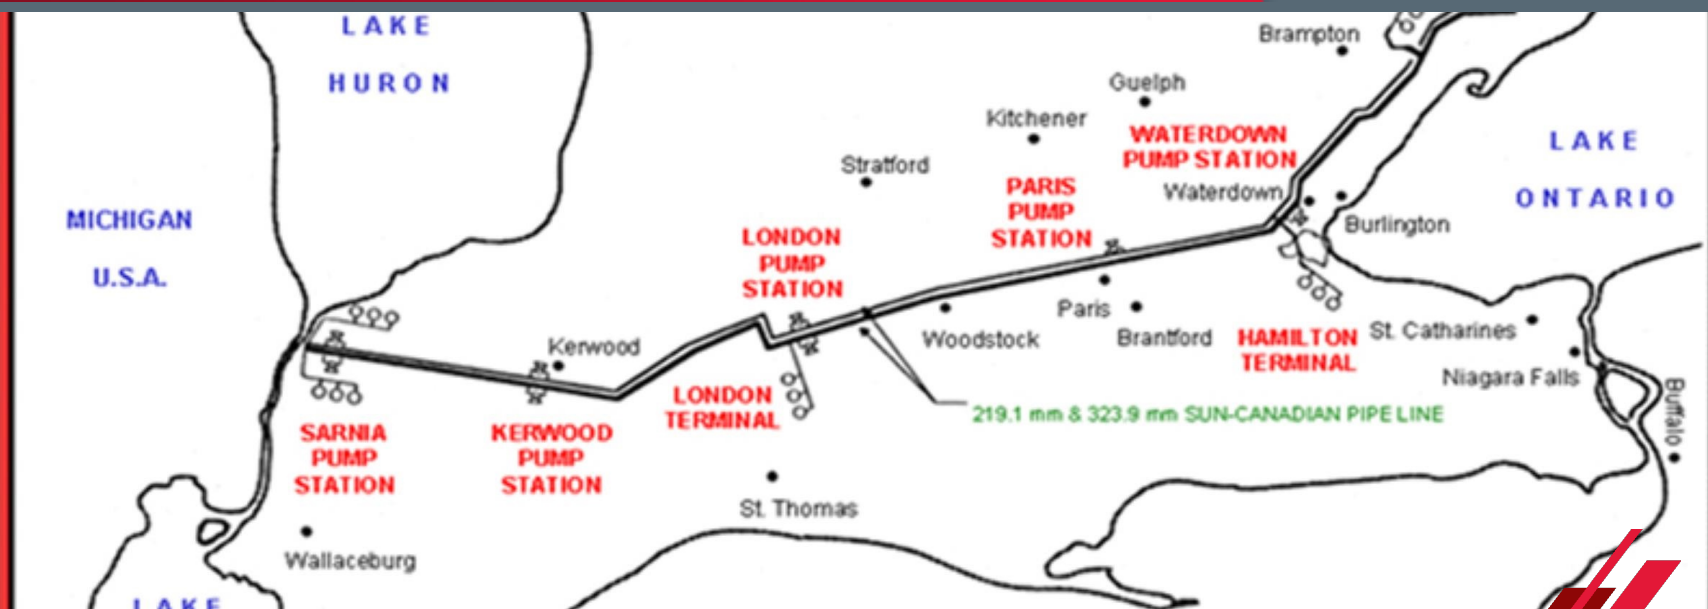 LAKE
HURON
Brampton
Guelph
Kitchener
WATERDOWN
PUMP STATION
LAKE
ONTARIO
Stratford
PARIS
PUMP
STATION
Waterdown
Burlington
MICHIGAN
U.S.A.
LONDON
PUMP
STATION
Kerwood
Woodstock
Paris
Brantford
HAMILTON
TERMINAL
St. Catharines
Niagara Falls
Buffalo
LONDON
TERMINAL
219.1 mm & 323.9 mm SUN-CANADIAN PIPE LINE
SARNIA
PUMP
STATION
KERWOOD
PUMP
STATION
St. Thomas
Wallaceburg
LAKE